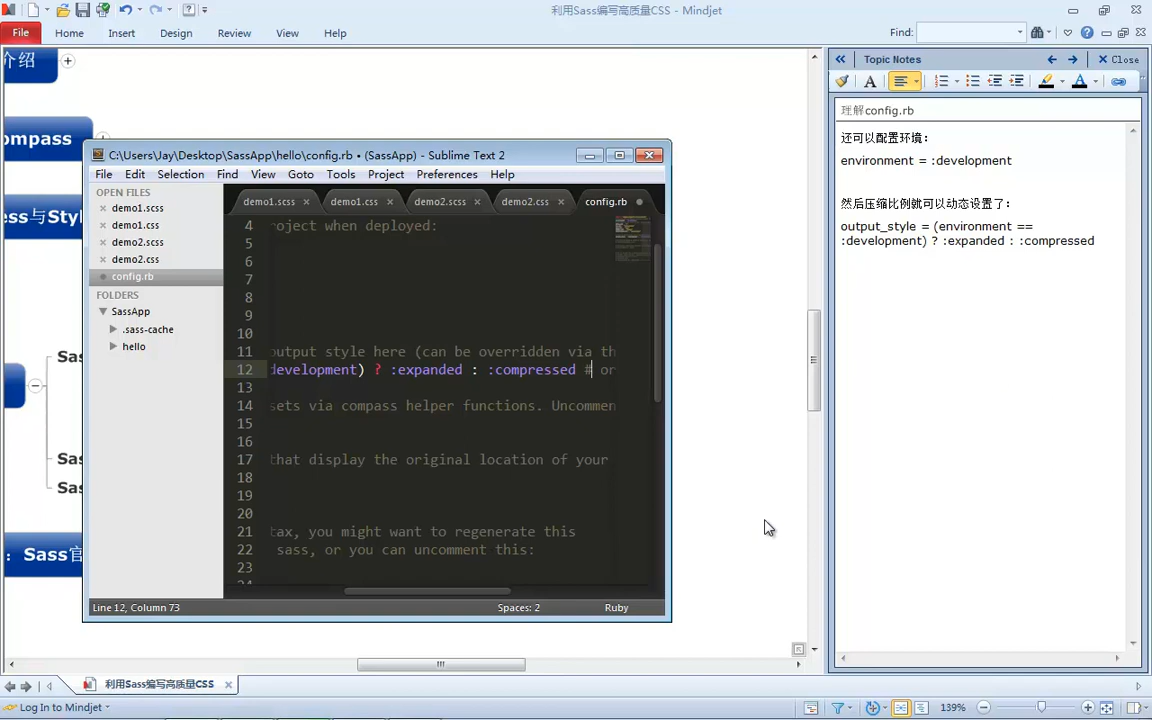 利用Sass编写高质量CSS - Mindjet
File Home Insert Design Review View Help Find:
介绍
ompass
ess与Styl
Sas
Sas
Sas
：Sass官
C:\Users\Jay\Desktop\SassApp\hello\config.rb • (SassApp) - Sublime Text 2
File Edit Selection Find View Goto Tools Project Preferences Help
OPEN FILES
demo1.scss
demo1.css
demo2.scss
demo2.css
config.rb
FOLDERS
SassApp
.sass-cache
hello
demo1.scss demo1.css demo2.scss demo2.css config.rb
4 roject when deployed:
5
6
7
8
9
10
11 output style here (can be overridden via th
12 development) ? :expanded : :compressed # or
13
14 sets via compass helper functions. Uncommen
15
16
17 that display the original location of your
18
19
20
21 tax, you might want to regenerate this
22 sass, or you can uncomment this:
23
24
Line 12, Column 73 Spaces: 2 Ruby
Topic Notes Close
理解config.rb
还可以配置环境：
environment = :development
然后压缩比例就可以动态设置了：
output_style = (environment ==
:development) ? :expanded : :compressed
利用Sass编写高质量CSS
Log In to Mindjet 139%